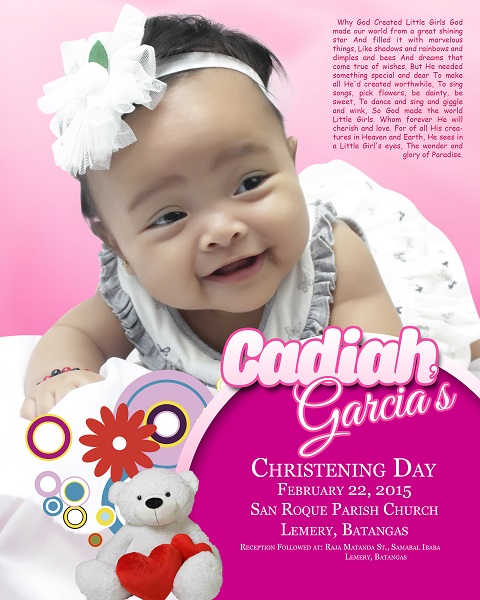 Why God Created Little Girls God
made our world from a great shining
star And filled it with marvelous
things, Like shadows and rainbows and
dimples and bees And dreams that
come true of wishes. But He needed
something special and dear To make
all He'd created worthwhile, To sing
songs, pick flowers, be dainty, be
sweet, To dance and sing and giggle
and wink, So God made the world
Little Girls. Whom forever He will
cherish and love. For of all His crea-
tures in Heaven and Earth, He sees in
a Little Girl's eyes, The wonder and
glory of Paradise.
Cadiah,
Garcia's
Christening Day
February 22, 2015
San Roque Parish Church
Lemery, Batangas
Reception Followed at: Raja Matanda St., Samabal Ibaba
Lemery, Batangas